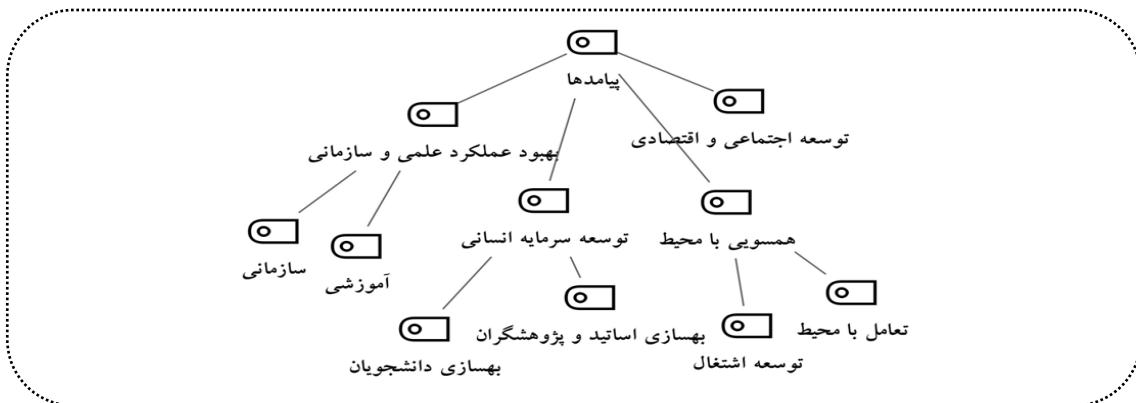 پیامدها
توسعه اجتماعی و اقتصادی
بهبود عملکرد علمی و سازمانی
همسویی با محیط
توسعه سرمایه انسانی
آموزشی
سازمانی
تعامل با محیط
توسعه اشتغال
بهسازی اساتید و پژوهشگران
بهسازی دانشجویان